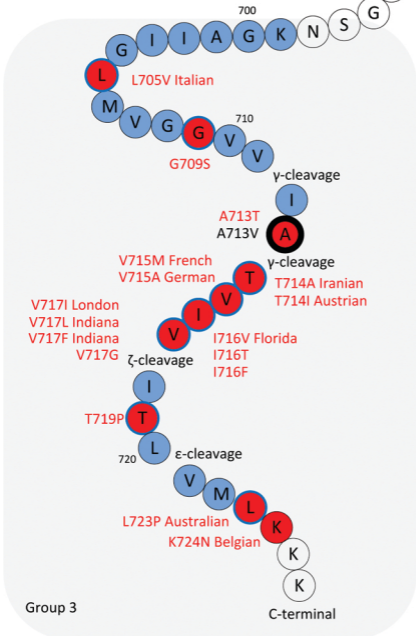 700
G I I A G K N S G
L
L705V Italian
M V G G V V
710
G709S
γ-cleavage
I
A713T
A713V
A
γ-cleavage
V715M French
V715A German
T
T714A Iranian
T714I Austrian
V
I
V
V717I London
V717L Indiana
V717F Indiana
V717G
I716V Florida
I716T
I716F
ζ-cleavage
I
T719P
T
L
720
ε-cleavage
V M L
L723P Australian
K
K724N Belgian
K
K
C-terminal
Group 3